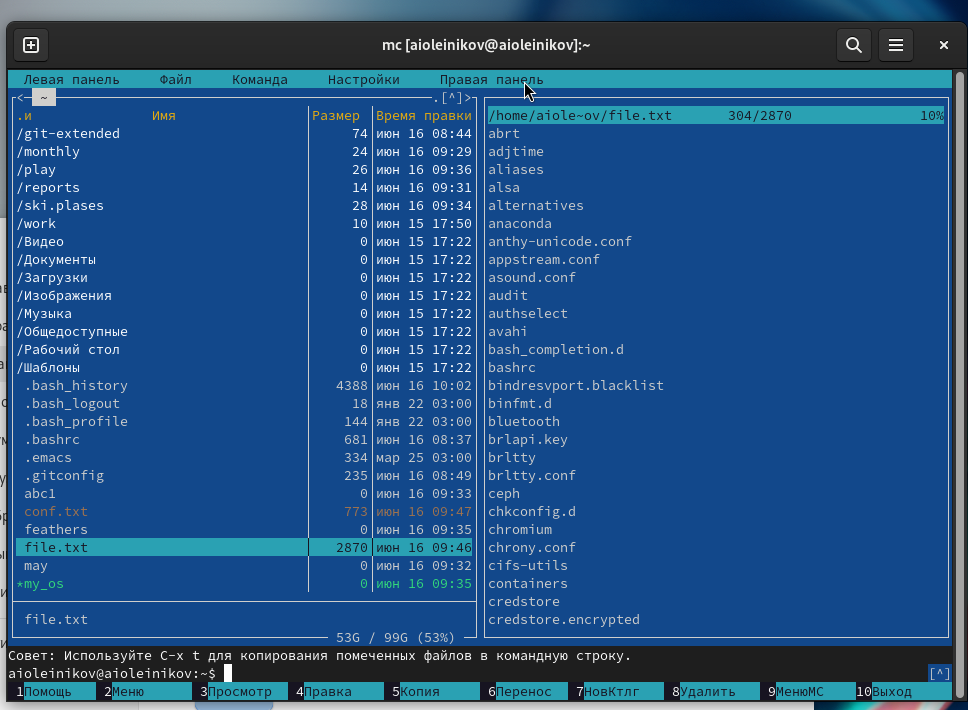 mc [aioleinikov@aioleinikov]:~
Левая панель Файл Команда Настройки Правая панель
<─ ~ .[^]>
.и Имя Размер Время правки
/git-extended 74 июн 16 08:44
/monthly 24 июн 16 09:29
/play 26 июн 16 09:36
/reports 14 июн 16 09:31
/ski.plases 28 июн 16 09:34
/work 10 июн 15 17:50
/Видео 0 июн 15 17:22
/Документы 0 июн 15 17:22
/Загрузки 0 июн 15 17:22
/Изображения 0 июн 15 17:22
/Музыка 0 июн 15 17:22
/Общедоступные 0 июн 15 17:22
/Рабочий стол 0 июн 15 17:22
/Шаблоны 0 июн 15 17:22
.bash_history 4388 июн 16 10:02
.bash_logout 18 янв 22 03:00
.bash_profile 144 янв 22 03:00
.bashrc 681 июн 16 08:37
.emacs 334 мар 25 03:00
.gitconfig 235 июн 16 08:49
abc1 0 июн 16 09:33
conf.txt 773 июн 16 09:47
feathers 0 июн 16 09:35
file.txt 2870 июн 16 09:46
may 0 июн 16 09:32
*my_os 0 июн 16 09:35
file.txt
53G / 99G (53%)
/home/aiole~ov/file.txt 304/2870 10%
abrt
adjtime
aliases
alsa
alternatives
anaconda
anthy-unicode.conf
appstream.conf
asound.conf
audit
authselect
avahi
bash_completion.d
bashrc
bindresvport.blacklist
binfmt.d
bluetooth
brlapi.key
brltty
brltty.conf
ceph
chkconfig.d
chromium
chrony.conf
cifs-utils
containers
credstore
credstore.encrypted
Совет: Используйте C-x t для копирования помеченных файлов в командную строку.
aioleinikov@aioleinikov:~$ [^]
1Помощь 2Меню 3Просмотр 4Правка 5Копия 6Перенос 7НовКтлг 8Удалить 9МенюМС 10Выход